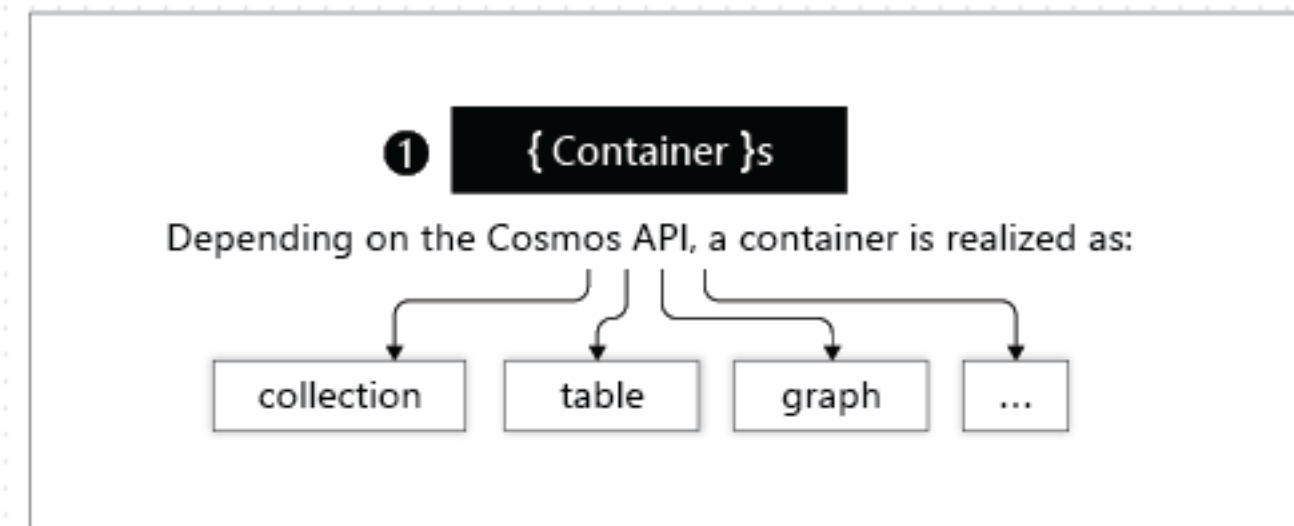 1 { Container }s
Depending on the Cosmos API, a container is realized as:
collection table graph ...